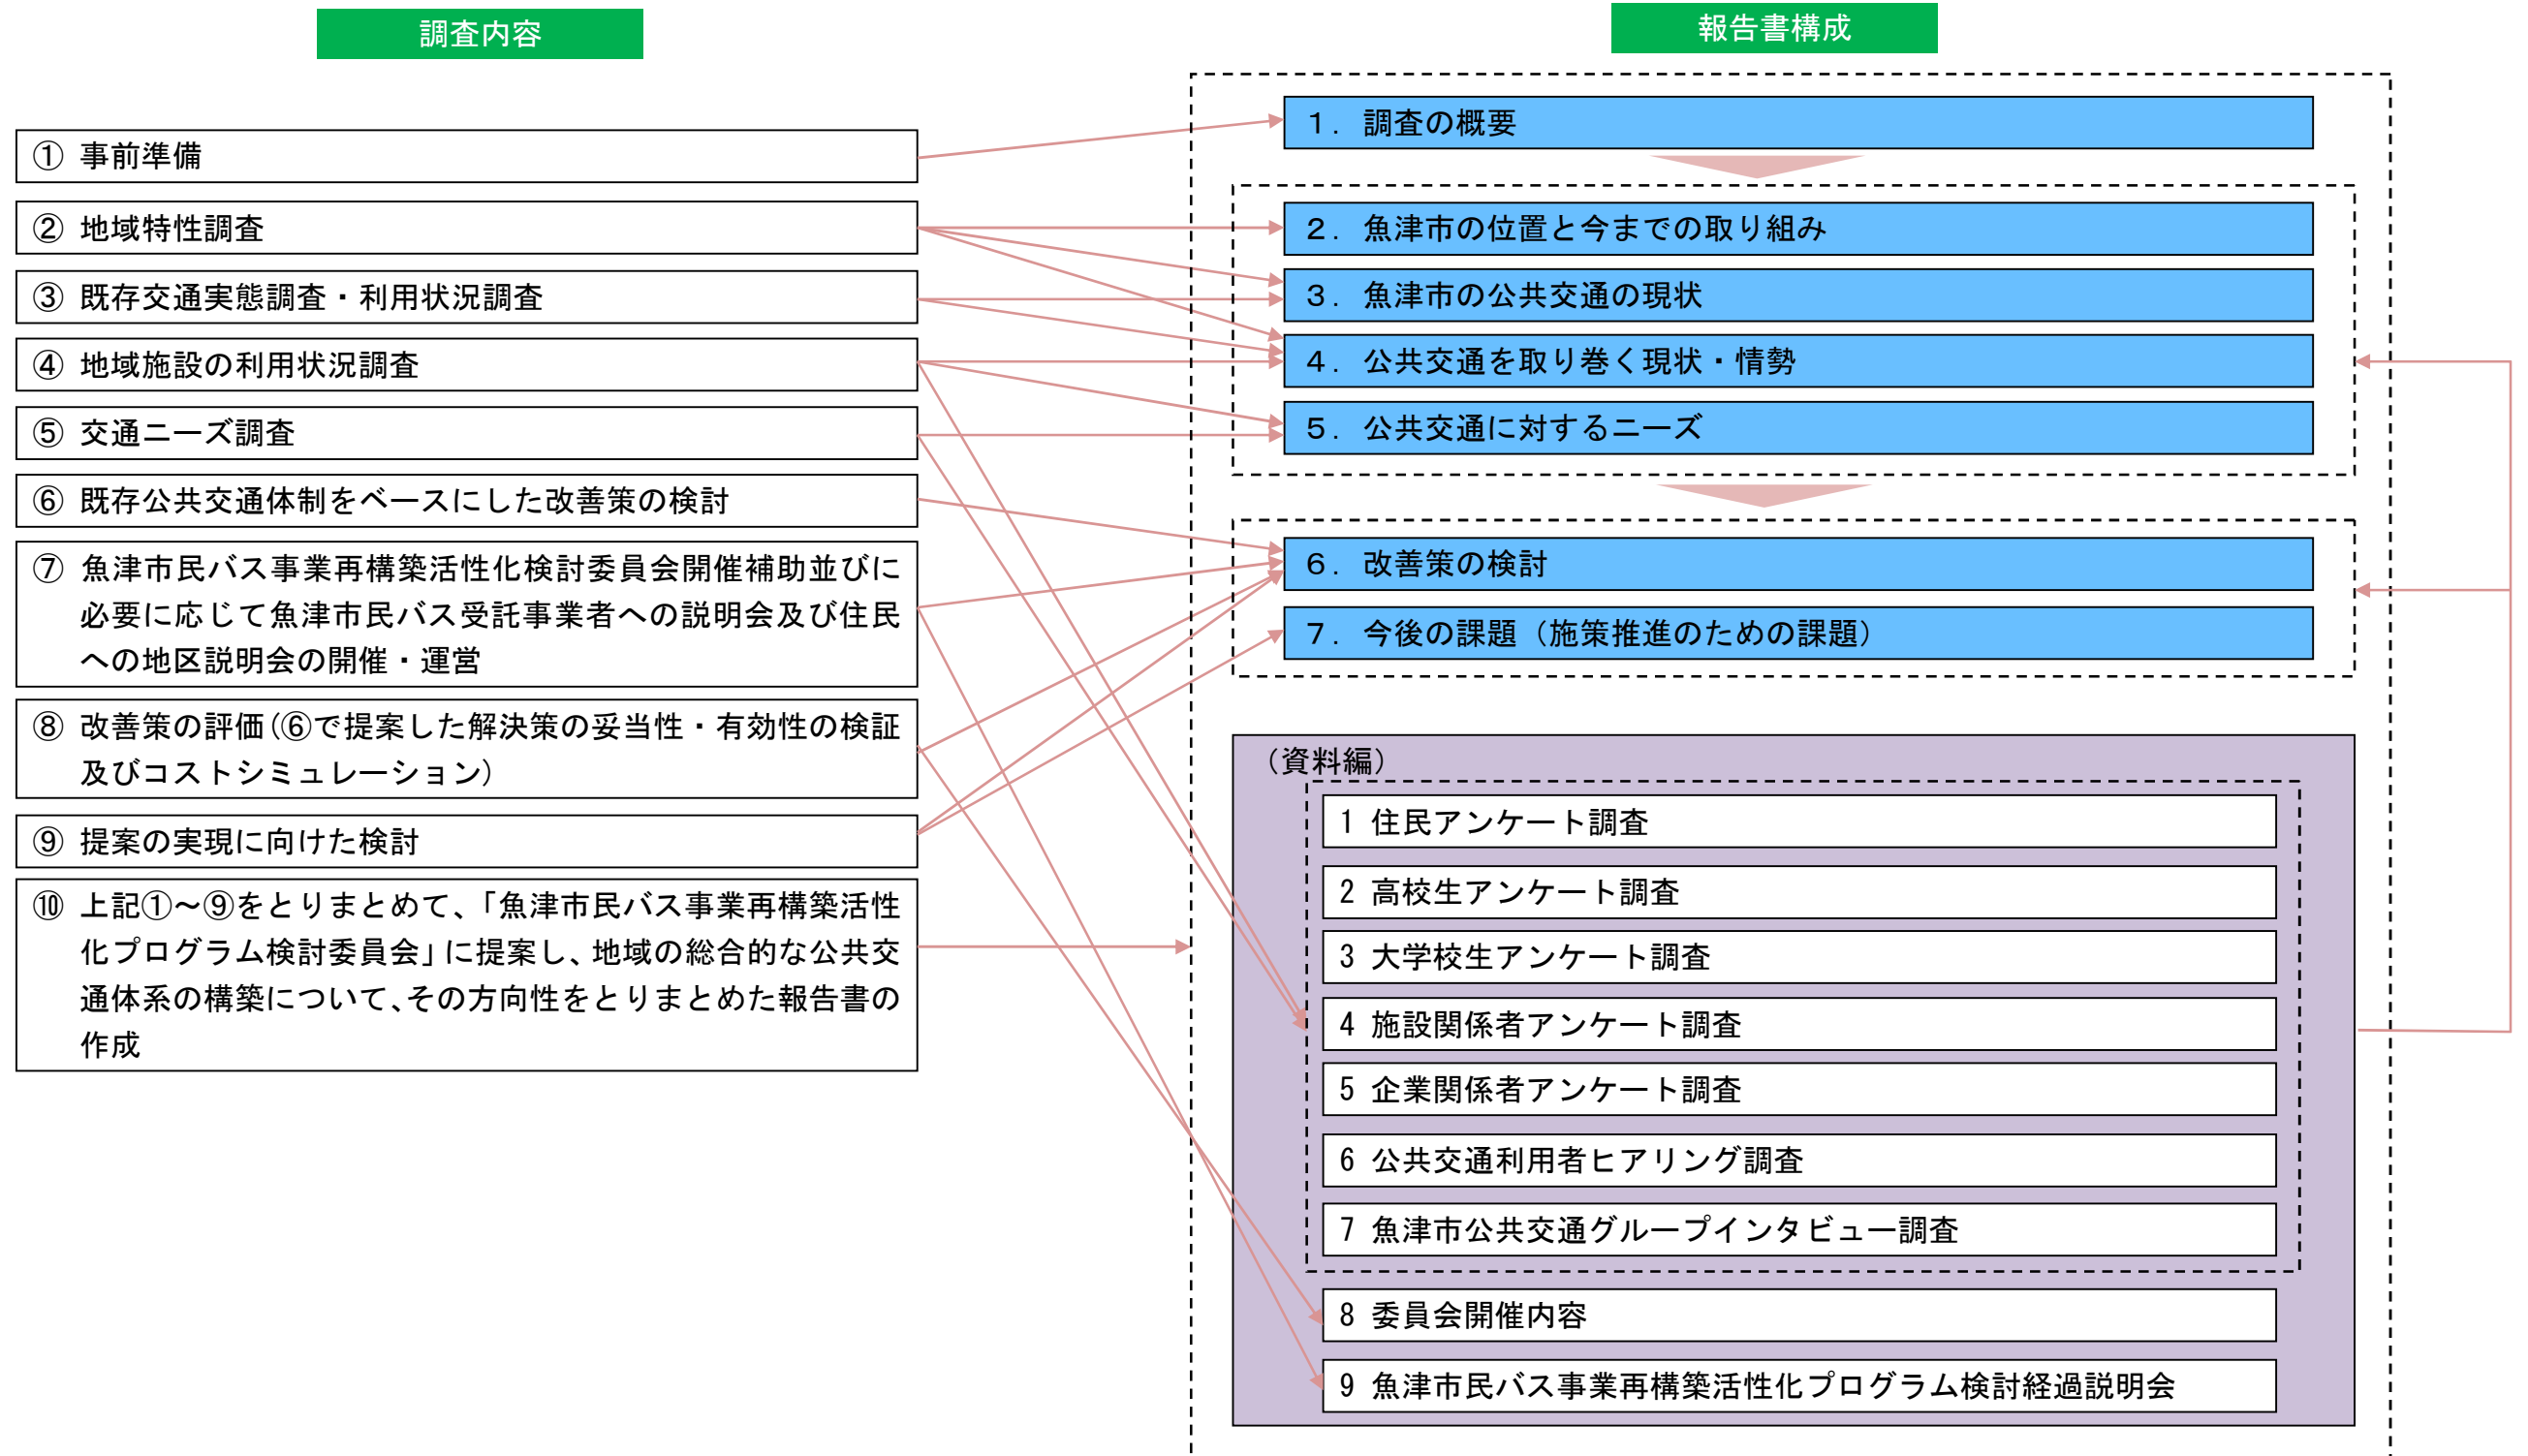 調査内容
報告書構成
① 事前準備
② 地域特性調査
③ 既存交通実態調査・利用状況調査
④ 地域施設の利用状況調査
⑤ 交通ニーズ調査
⑥ 既存公共交通体制をベースにした改善策の検討
⑦ 魚津市民バス事業再構築活性化検討委員会開催補助並びに
必要に応じて魚津市民バス受託事業者への説明会及び住民
への地区説明会の開催・運営
⑧ 改善策の評価(⑥で提案した解決策の妥当性・有効性の検証
及びコストシミュレーション)
⑨ 提案の実現に向けた検討
⑩ 上記①～⑨をとりまとめて、「魚津市民バス事業再構築活性
化プログラム検討委員会」に提案し、地域の総合的な公共交
通体系の構築について、その方向性をとりまとめた報告書の
作成
１．調査の概要
２．魚津市の位置と今までの取り組み
３．魚津市の公共交通の現状
４．公共交通を取り巻く現状・情勢
５．公共交通に対するニーズ
６．改善策の検討
７．今後の課題（施策推進のための課題）
（資料編）
1 住民アンケート調査
2 高校生アンケート調査
3 大学校生アンケート調査
4 施設関係者アンケート調査
5 企業関係者アンケート調査
6 公共交通利用者ヒアリング調査
7 魚津市公共交通グループインタビュー調査
8 委員会開催内容
9 魚津市民バス事業再構築活性化プログラム検討経過説明会